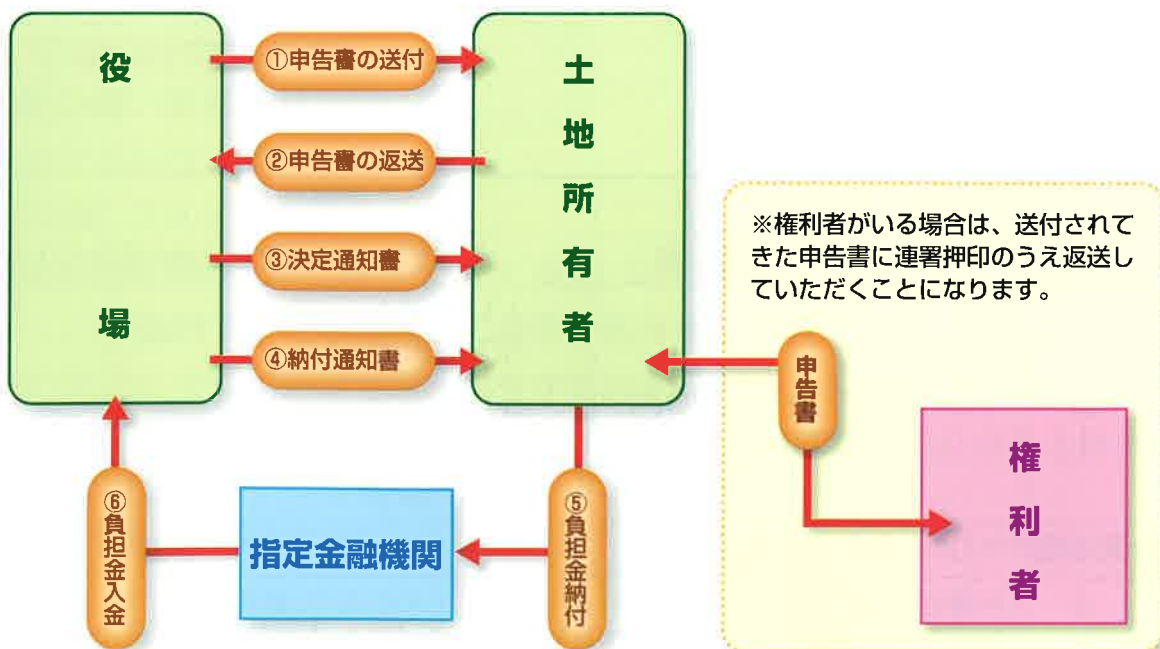 役場
①申告書の送付
②申告書の返送
③決定通知書
④納付通知書
土地所有者
※権利者がいる場合は、送付されて
きた申告書に連署押印のうえ返送し
ていただくことになります。
申告書
権利者
⑤負担金納付
指定金融機関
⑥負担金入金